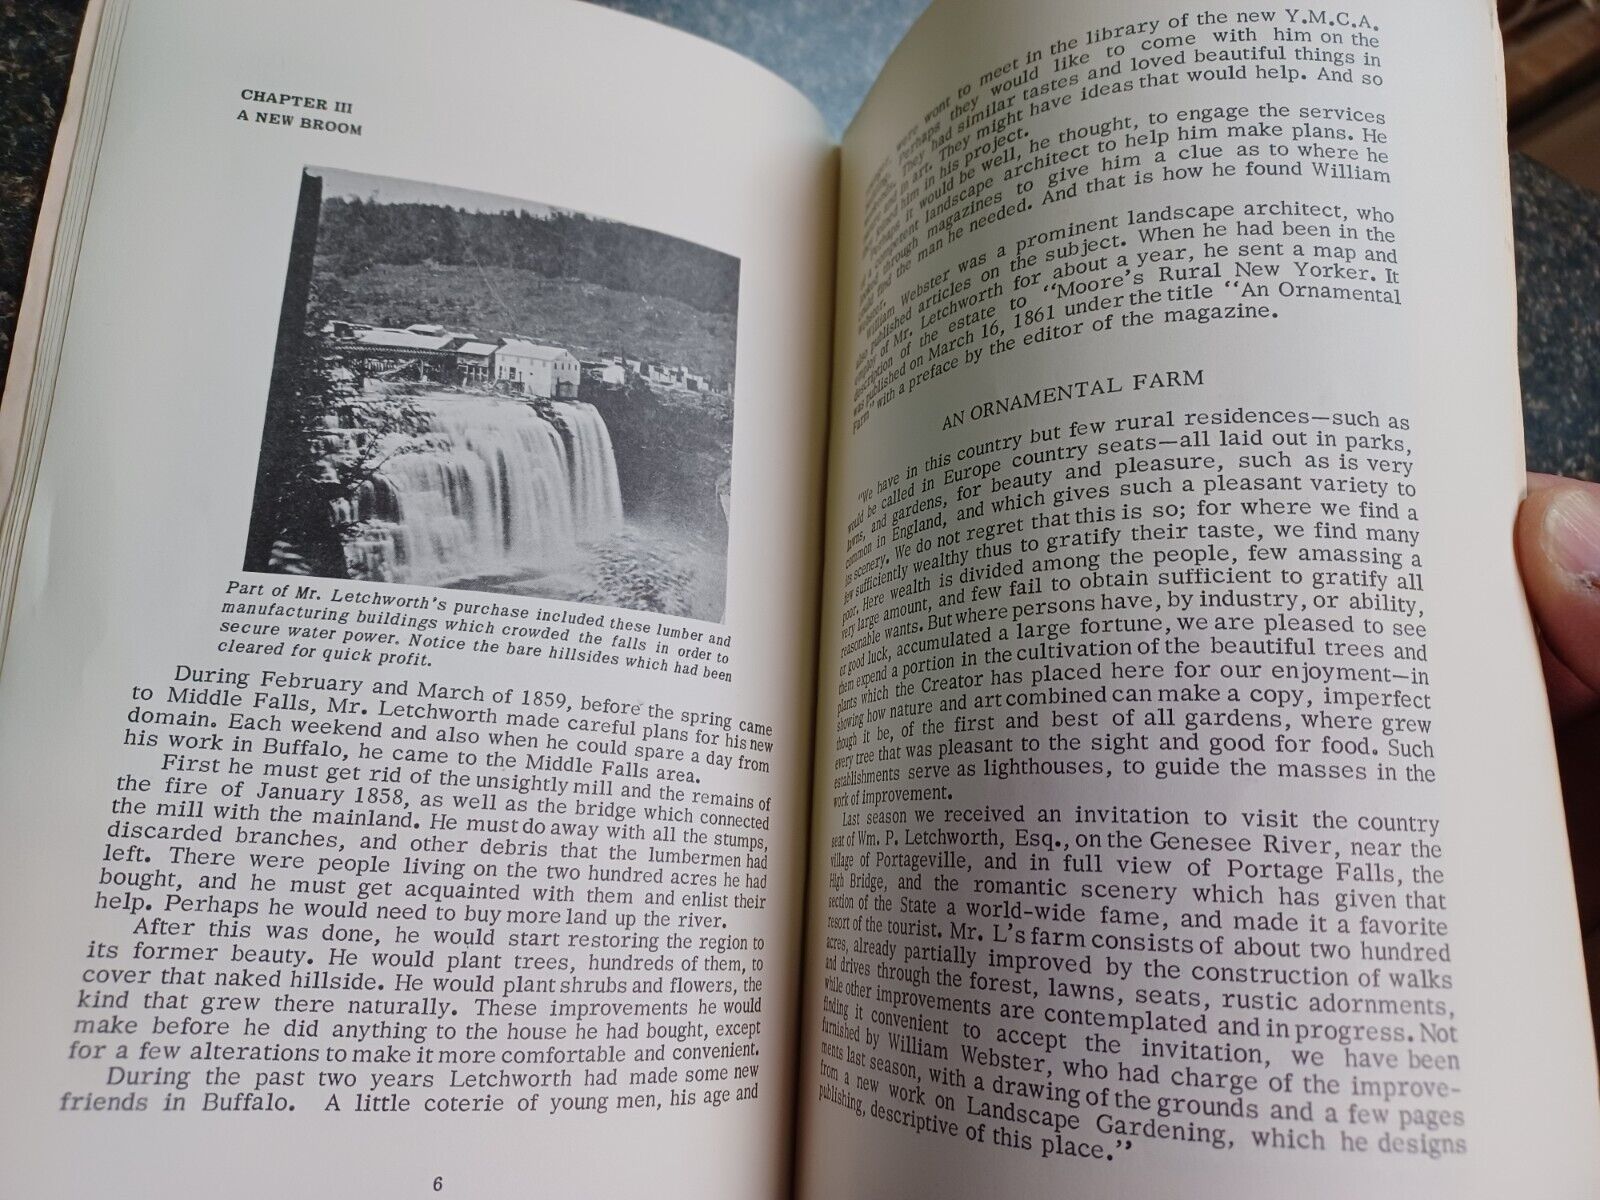 CHAPTER III
A NEW BROOM
Part of Mr. Letchworth's purchase included these lumber and
manufacturing buildings which crowded the falls in order to
secure water power. Notice the bare hillsides which had been
cleared for quick profit.
During February and March of 1859, before the spring came
to Middle Falls, Mr. Letchworth made careful plans for his new
domain. Each weekend and also when he could spare a day from
his work in Buffalo, he came to the Middle Falls area.
First he must get rid of the unsightly mill and the remains of
the fire of January 1858, as well as the bridge which connected
the mill with the mainland. He must do away with all the stumps,
discarded branches, and other debris that the lumbermen had
left. There were people living on the two hundred acres he had
bought, and he must get acquainted with them and enlist their
help. Perhaps he would need to buy more land up the river.
After this was done, he would start restoring the region to
its former beauty. He would plant trees, hundreds of them, to
cover that naked hillside. He would plant shrubs and flowers, the
kind that grew there naturally. These improvements he would
make before he did anything to the house he had bought, except
for a few alterations to make it more comfortable and convenient.
During the past two years Letchworth had made some new
friends in Buffalo. A little coterie of young men, his age and
6
were wont to meet in the library of the new Y.M.C.A.
Perhaps they would like to come with him on the
They had similar tastes and loved beautiful things in
art. They might have ideas that would help. And so
him in his project.
Perhaps it would be well, he thought, to engage the services
of a competent landscape architect to help him make plans. He
through magazines to give him a clue as to where he
find the man he needed. And that is how he found William
Webster.
William Webster was a prominent landscape architect, who
also published articles on the subject. When he had been in the
employ of Mr. Letchworth for about a year, he sent a map and
description of the estate to "Moore's Rural New Yorker. It
was published on March 16, 1861 under the title "An Ornamental
Farm" with a preface by the editor of the magazine.
AN ORNAMENTAL FARM
"We have in this country but few rural residences—such as
would be called in Europe country seats—all laid out in parks,
lawns, and gardens, for beauty and pleasure, such as is very
common in England, and which gives such a pleasant variety to
its scenery. We do not regret that this is so; for where we find a
few sufficiently wealthy thus to gratify their taste, we find many
poor. Here wealth is divided among the people, few amassing a
very large amount, and few fail to obtain sufficient to gratify all
reasonable wants. But where persons have, by industry, or ability,
or good luck, accumulated a large fortune, we are pleased to see
them expend a portion in the cultivation of the beautiful trees and
plants which the Creator has placed here for our enjoyment—in
showing how nature and art combined can make a copy, imperfect
though it be, of the first and best of all gardens, where grew
every tree that was pleasant to the sight and good for food. Such
establishments serve as lighthouses, to guide the masses in the
work of improvement.
Last season we received an invitation to visit the country
seat of Wm. P. Letchworth, Esq., on the Genesee River, near the
village of Portageville, and in full view of Portage Falls, the
High Bridge, and the romantic scenery which has given that
section of the State a world-wide fame, and made it a favorite
resort of the tourist. Mr. L's farm consists of about two hundred
acres, already partially improved by the construction of walks
and drives through the forest, lawns, seats, rustic adornments,
while other improvements are contemplated and in progress. Not
finding it convenient to accept the invitation, we have been
furnished by William Webster, who had charge of the improve-
ments last season, with a drawing of the grounds and a few pages
from a new work on Landscape Gardening, which he designs
publishing, descriptive of this place."